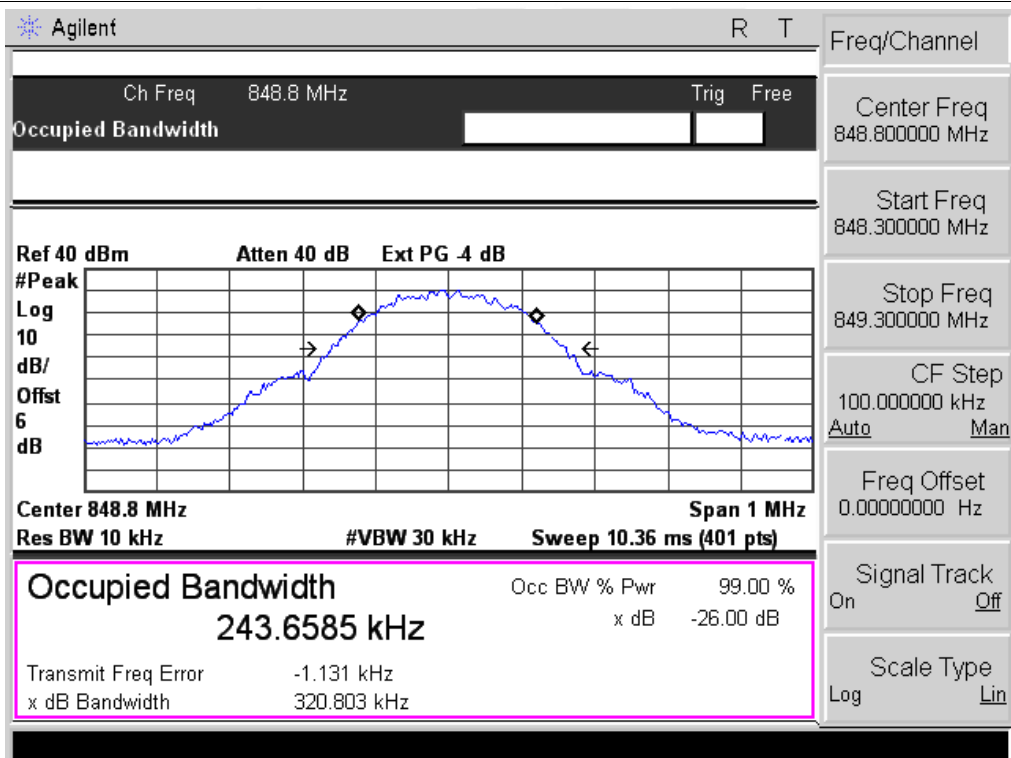 Agilent R T
Ch Freq 848.8 MHz Trig Free
Occupied Bandwidth
Ref 40 dBm Atten 40 dB Ext PG -4 dB
#Peak
Log
10
dB/
Offst
6
dB
Center 848.8 MHz Span 1 MHz
Res BW 10 kHz #VBW 30 kHz Sweep 10.36 ms (401 pts)
Occupied Bandwidth Occ BW % Pwr 99.00 %
243.6585 kHz x dB -26.00 dB
Transmit Freq Error -1.131 kHz
x dB Bandwidth 320.803 kHz
Freq/Channel
Center Freq
848.800000 MHz
Start Freq
848.300000 MHz
Stop Freq
849.300000 MHz
CF Step
100.000000 kHz
Auto Man
Freq Offset
0.00000000 Hz
Signal Track
On Off
Scale Type
Log Lin